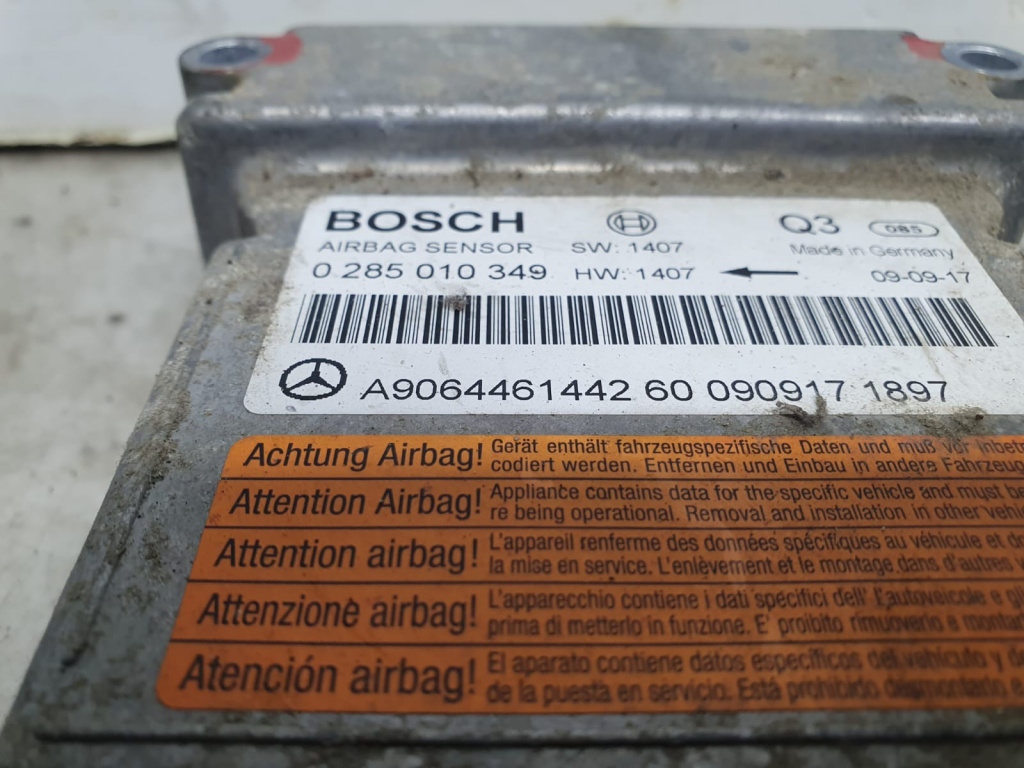 BOSCH Q3 085
AIRBAG SENSOR SW: 1407 Made in Germany
0 285 010 349 HW: 1407 09-09-17
A9064461442 60 090917 1897
Achtung Airbag! Gerät enthält fahrzeugspezifische Daten und muß vor
codiert werden. Entfernen und Einbau in andere
Attention Airbag! Appliance contains data for the specific vehicle and must be
re being operational. Removal and installation in other
Attention airbag! L'appareil renferme des données spécifiques au véhicule et
la mise en service. L'enlèvement et le montage dans d'autres
Attenzione airbag! L'apparecchio contiene i dati specifici dell' l'autoveicolo e
prima di metterlo in funzione. E' proibito rimuoverlo e
Atención airbag! El aparato contiene datos específicos del vehículo y
de la puesta en servicio. Está prohibido desmontarlo